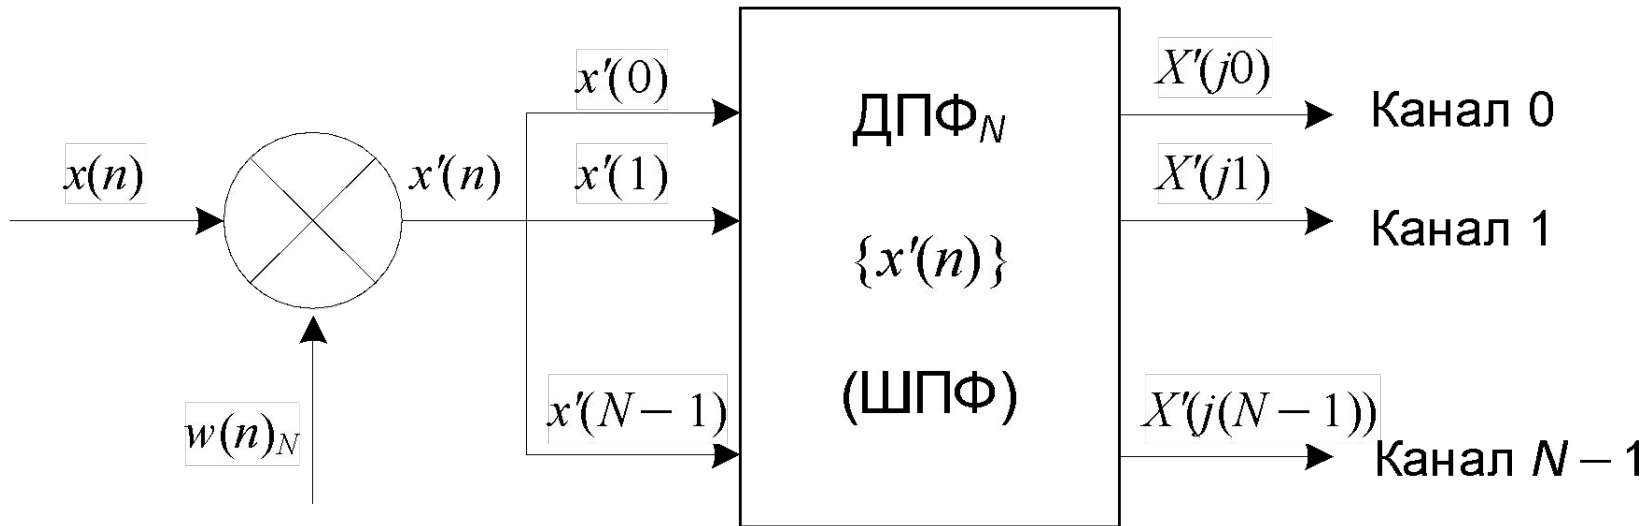 x(n)
w(n)N
x'(n)
x'(0)
x'(1)
x'(N − 1)
ДПФN
{x'(n)}
(ШПФ)
X'(j0)
Канал 0
X'(j1)
Канал 1
X'(j(N − 1))
Канал N − 1